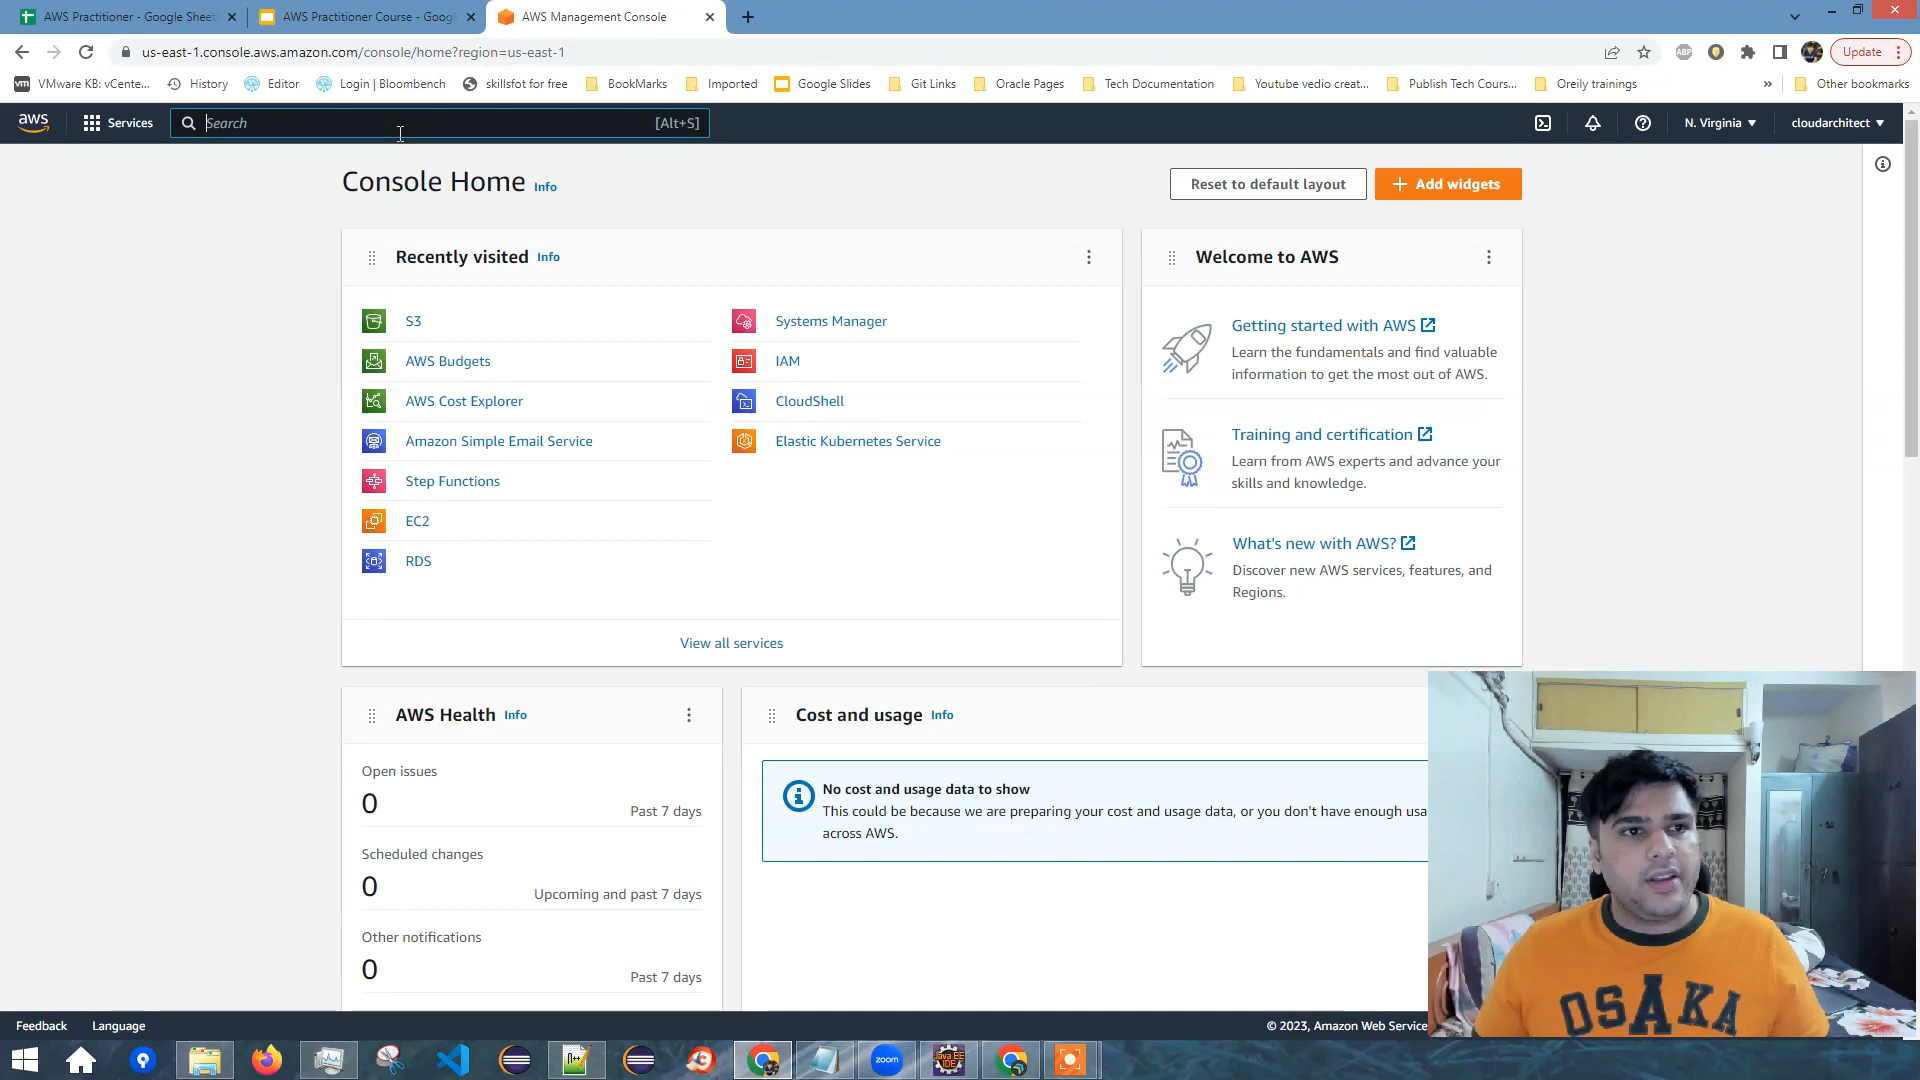 AWS Practitioner - Google Sheet
AWS Practitioner Course - Goog
AWS Management Console
us-east-1.console.aws.amazon.com/console/home?region=us-east-1
ABP
Update
vm
VMware KB: vCente...
History
Editor
Login | Bloombench
skillsfot for free
BookMarks
Imported
Google Slides
Git Links
Oracle Pages
Tech Documentation
Youtube vedio creat...
Publish Tech Cours...
Oreily trainings
»
Other bookmarks
aws
Services
Search
[Alt+S]
N. Virginia
cloudarchitect
Console Home Info
Reset to default layout
Add widgets
Recently visited Info
S3
AWS Budgets
AWS Cost Explorer
Amazon Simple Email Service
Step Functions
EC2
RDS
Systems Manager
IAM
CloudShell
Elastic Kubernetes Service
View all services
Welcome to AWS
Getting started with AWS
Learn the fundamentals and find valuable
information to get the most out of AWS.
Training and certification
Learn from AWS experts and advance your
skills and knowledge.
What's new with AWS?
Discover new AWS services, features, and
Regions.
AWS Health Info
Open issues
0
Past 7 days
Scheduled changes
0
Upcoming and past 7 days
Other notifications
0
Past 7 days
Cost and usage Info
No cost and usage data to show
This could be because we are preparing your cost and usage data, or you don't have enough usa
across AWS.
OSAKA
Feedback
Language
© 2023, Amazon Web Service
zoom
Java EE
IDE